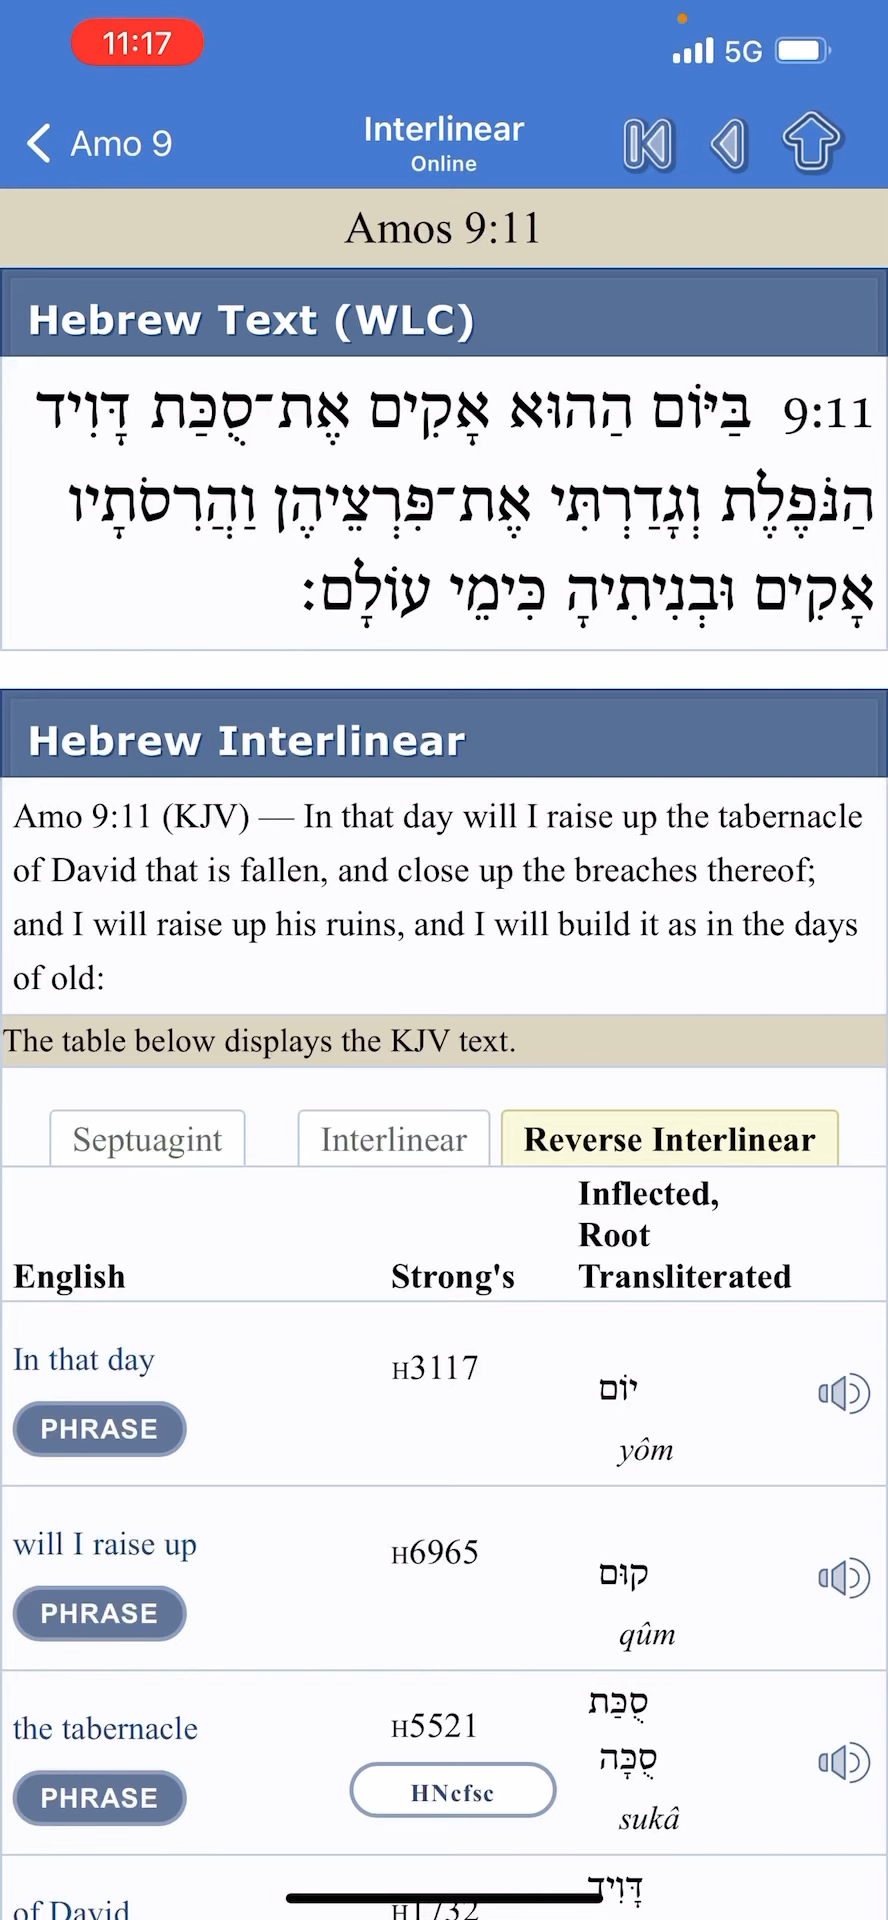 11:17
5G
Amo 9
Interlinear
Online
Amos 9:11
Hebrew Text (WLC)
9:11 בַּיּוֹם הַהוּא אָקִים אֶת־סֻכַּת דָּוִיד
הַנֹּפֶלֶת וְגָדַרְתִּי אֶת־פִּרְצֵיהֶן וַהֲרִסֹתָיו
אָקִים וּבְנִיתִיהָ כִּימֵי עוֹלָם׃
Hebrew Interlinear
Amo 9:11 (KJV) — In that day will I raise up the tabernacle
of David that is fallen, and close up the breaches thereof;
and I will raise up his ruins, and I will build it as in the days
of old:
The table below displays the KJV text.
Septuagint Interlinear Reverse Interlinear
Inflected,
Root
English Strong's Transliterated
In that day H3117
יוֹם
PHRASE
yôm
will I raise up H6965
קוּם
PHRASE
qûm
סֻכַּת
the tabernacle H5521
סֻכָּה
PHRASE HNcfsc
sukâ
דָּוִיד
of David H1732